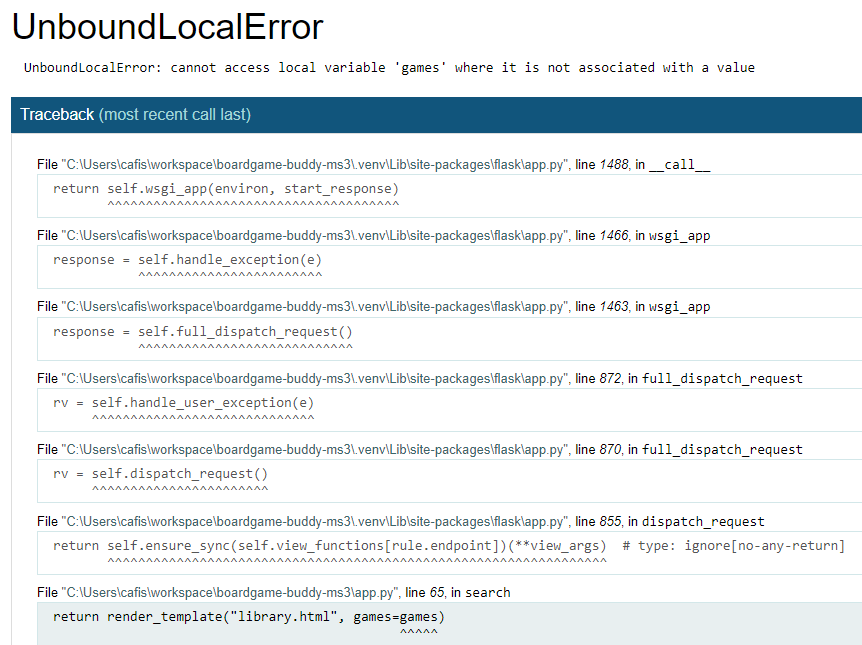 UnboundLocalError
UnboundLocalError: cannot access local variable 'games' where it is not associated with a value
Traceback (most recent call last)
File "C:\Users\cafis\workspace\boardgame-buddy-ms3\.venv\Lib\site-packages\flask\app.py", line 1488, in __call__
return self.wsgi_app(environ, start_response)
^^^^^^^^^^^^^^^^^^^^^^^^^^^^^^^^^^^^^^
File "C:\Users\cafis\workspace\boardgame-buddy-ms3\.venv\Lib\site-packages\flask\app.py", line 1466, in wsgi_app
response = self.handle_exception(e)
^^^^^^^^^^^^^^^^^^^^^^^^
File "C:\Users\cafis\workspace\boardgame-buddy-ms3\.venv\Lib\site-packages\flask\app.py", line 1463, in wsgi_app
response = self.full_dispatch_request()
^^^^^^^^^^^^^^^^^^^^^^^^^^^^
File "C:\Users\cafis\workspace\boardgame-buddy-ms3\.venv\Lib\site-packages\flask\app.py", line 872, in full_dispatch_request
rv = self.handle_user_exception(e)
^^^^^^^^^^^^^^^^^^^^^^^^^^^^^
File "C:\Users\cafis\workspace\boardgame-buddy-ms3\.venv\Lib\site-packages\flask\app.py", line 870, in full_dispatch_request
rv = self.dispatch_request()
^^^^^^^^^^^^^^^^^^^^^^^
File "C:\Users\cafis\workspace\boardgame-buddy-ms3\.venv\Lib\site-packages\flask\app.py", line 855, in dispatch_request
return self.ensure_sync(self.view_functions[rule.endpoint])(**view_args)  # type: ignore[no-any-return]
^^^^^^^^^^^^^^^^^^^^^^^^^^^^^^^^^^^^^^^^^^^^^^^^^^^^^^^^^^^^^^^^^
File "C:\Users\cafis\workspace\boardgame-buddy-ms3\app.py", line 65, in search
return render_template("library.html", games=games)
^^^^^